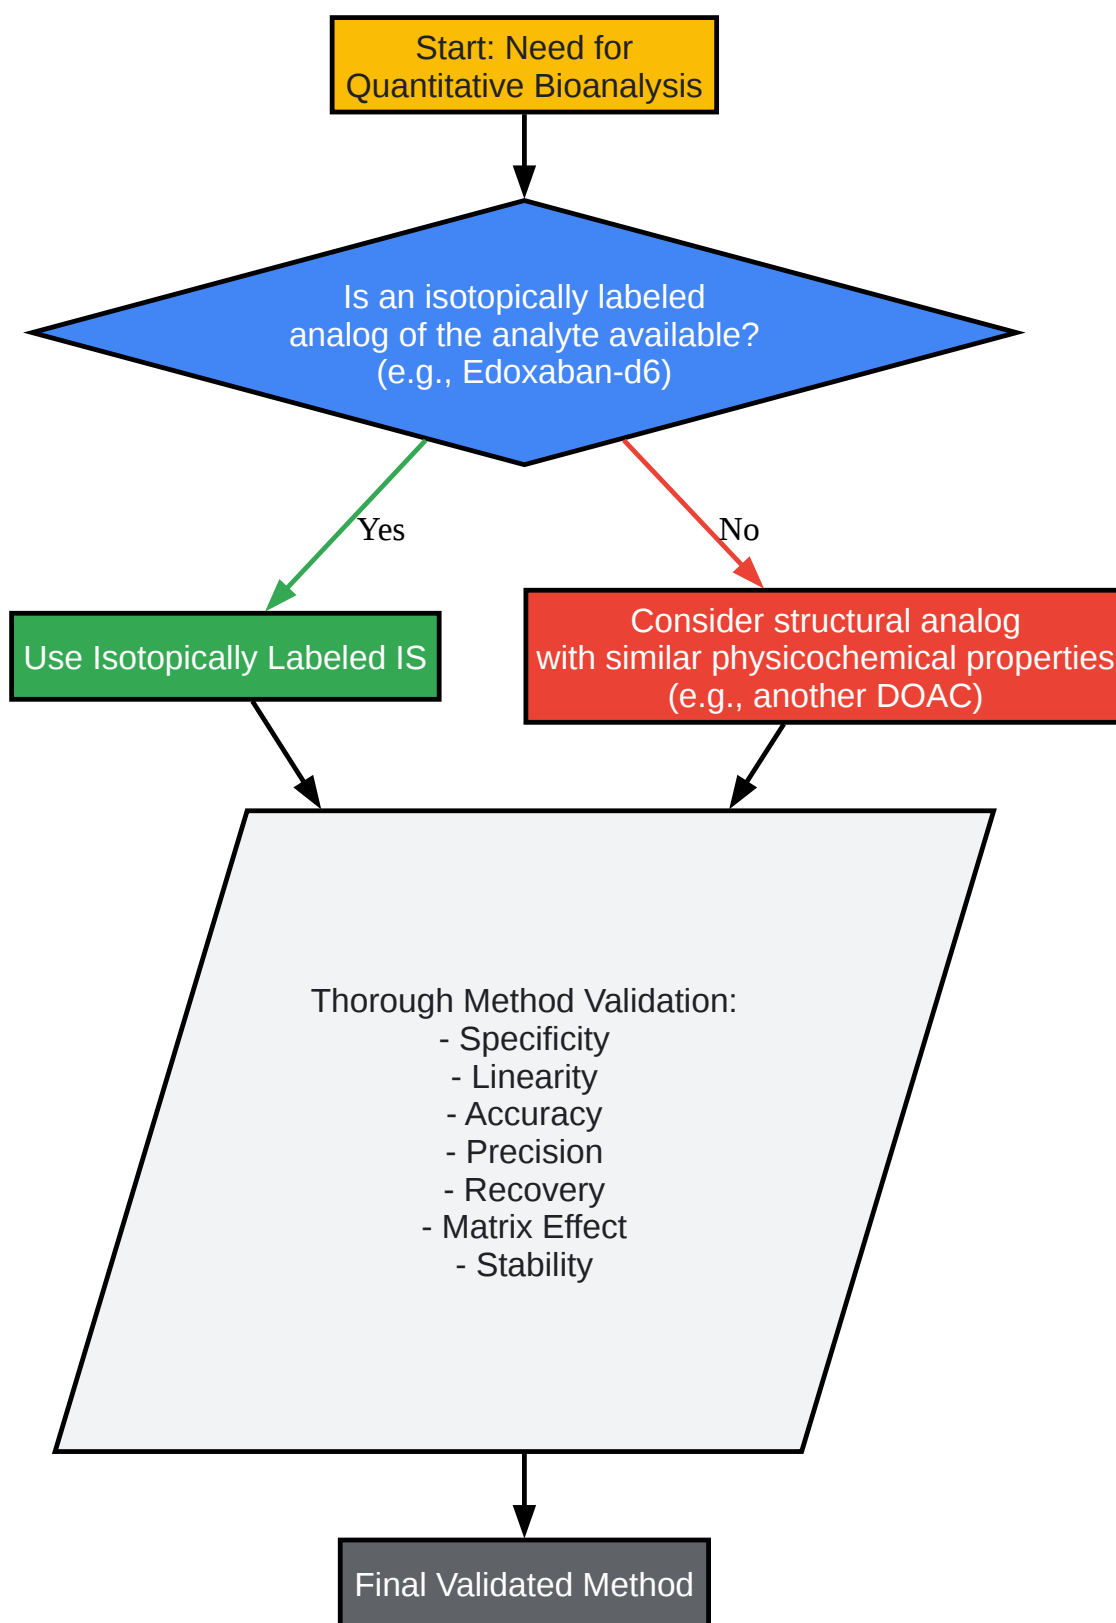 Start: Need for
Quantitative Bioanalysis
Is an isotopically labeled
analog of the analyte available?
(e.g., Edoxaban-d6)
Yes
No
Use Isotopically Labeled IS
Consider structural analog
with similar physicochemical properties
(e.g., another DOAC)
Thorough Method Validation:
- Specificity
- Linearity
- Accuracy
- Precision
- Recovery
- Matrix Effect
- Stability
Final Validated Method